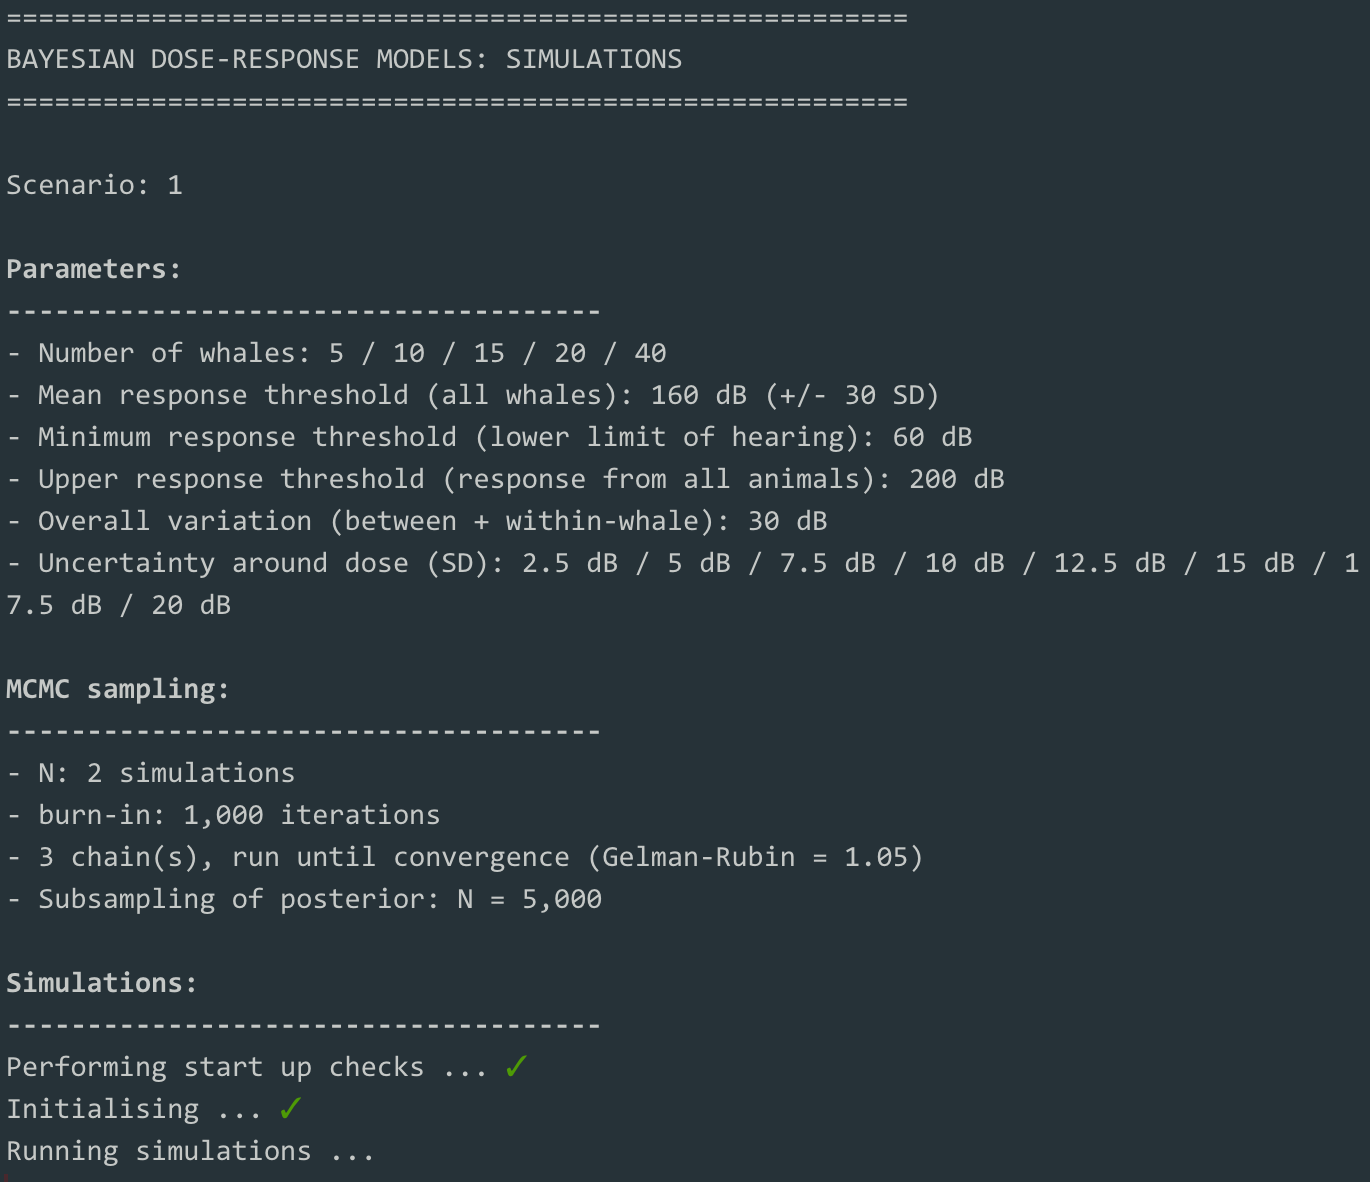 ========================================================
BAYESIAN DOSE-RESPONSE MODELS: SIMULATIONS
========================================================
Scenario: 1
Parameters:
-------------------------------------
- Number of whales: 5 / 10 / 15 / 20 / 40
- Mean response threshold (all whales): 160 dB (+/- 30 SD)
- Minimum response threshold (lower limit of hearing): 60 dB
- Upper response threshold (response from all animals): 200 dB
- Overall variation (between + within-whale): 30 dB
- Uncertainty around dose (SD): 2.5 dB / 5 dB / 7.5 dB / 10 dB / 12.5 dB / 15 dB / 1
7.5 dB / 20 dB
MCMC sampling:
-------------------------------------
- N: 2 simulations
- burn-in: 1,000 iterations
- 3 chain(s), run until convergence (Gelman-Rubin = 1.05)
- Subsampling of posterior: N = 5,000
Simulations:
-------------------------------------
Performing start up checks ... ✓
Initialising ... ✓
Running simulations ...